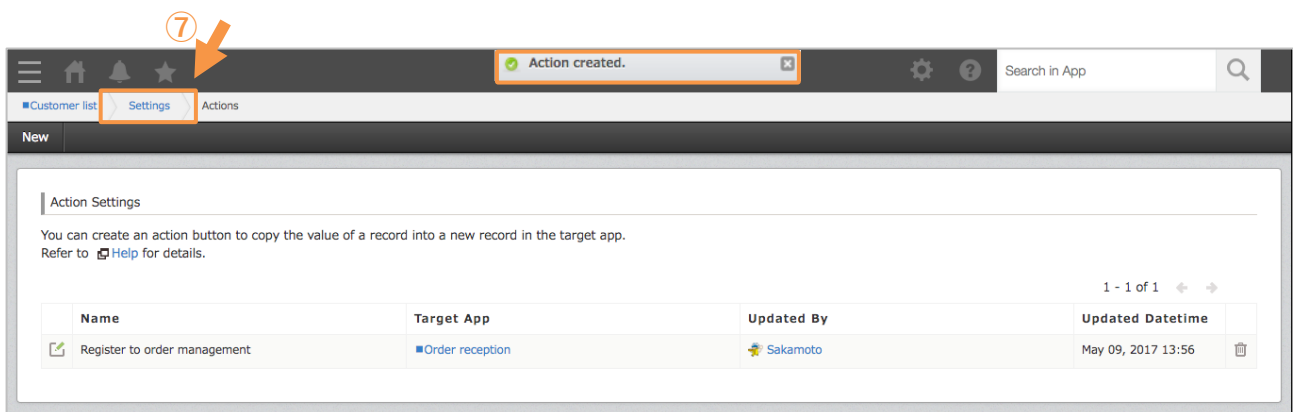 ⑦
Action created.
Search in App
■Customer list
Settings
Actions
New
Action Settings
You can create an action button to copy the value of a record into a new record in the target app.
Refer to Help for details.
1 - 1 of 1
Name Target App Updated By Updated Datetime
Register to order management ■Order reception Sakamoto May 09, 2017 13:56